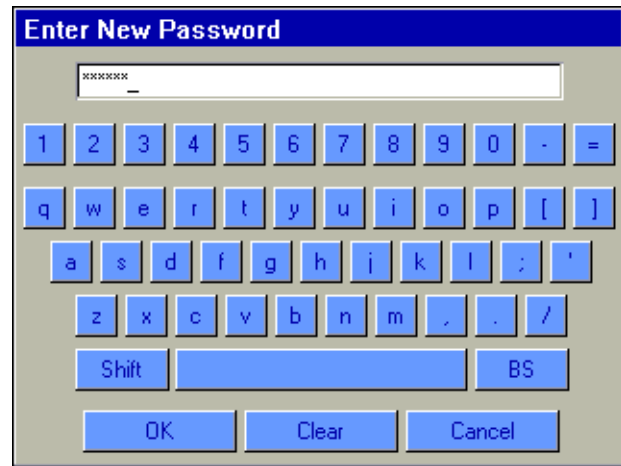 Enter New Password
******_
1 2 3 4 5 6 7 8 9 0 - =
q w e r t y u i o p [ ]
a s d f g h j k l ; '
z x c v b n m , . /
Shift BS
OK Clear Cancel